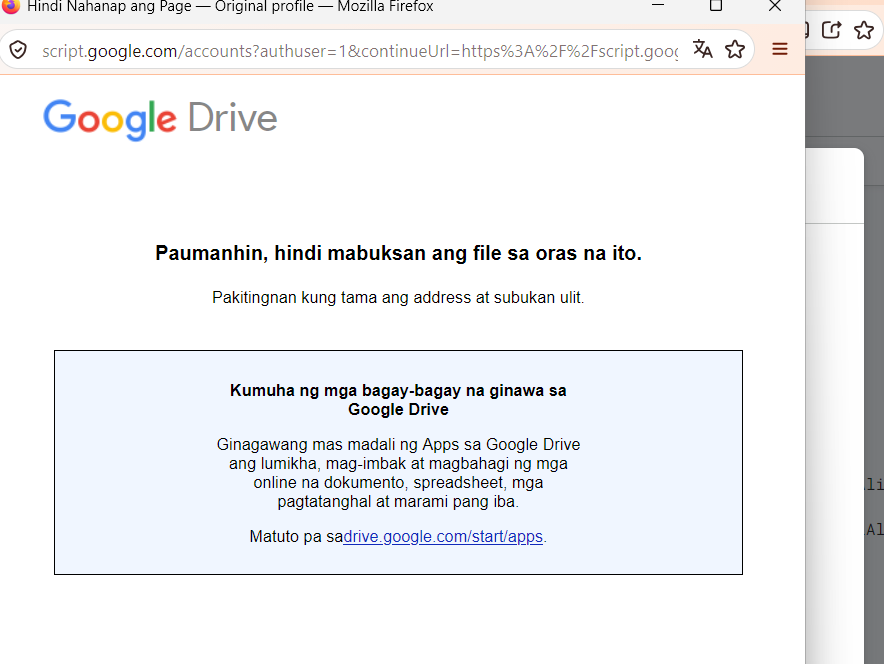 Hindi Nahanap ang Page — Original profile — Mozilla Firefox
script.google.com/accounts?authuser=1&continueUrl=https%3A%2F%2Fscript.goog
Google Drive
Paumanhin, hindi mabuksan ang file sa oras na ito.
Pakitingnan kung tama ang address at subukan ulit.
Kumuha ng mga bagay-bagay na ginawa sa
Google Drive
Ginagawang mas madali ng Apps sa Google Drive
ang lumikha, mag-imbak at magbahagi ng mga
online na dokumento, spreadsheet, mga
pagtatanghal at marami pang iba.
Matuto pa sadrive.google.com/start/apps.